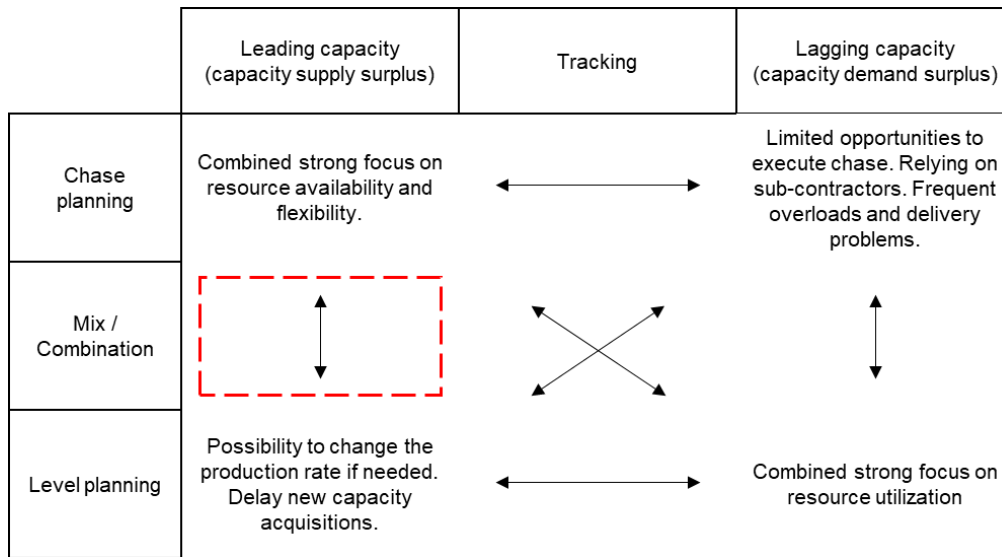 Leading capacity
(capacity supply surplus)
Tracking
Lagging capacity
(capacity demand surplus)
Chase
planning
Combined strong focus on
resource availability and
flexibility.
Limited opportunities to
execute chase. Relying on
sub-contractors. Frequent
overloads and delivery
problems.
Mix /
Combination
Level planning
Possibility to change the
production rate if needed.
Delay new capacity
acquisitions.
Combined strong focus on
resource utilization